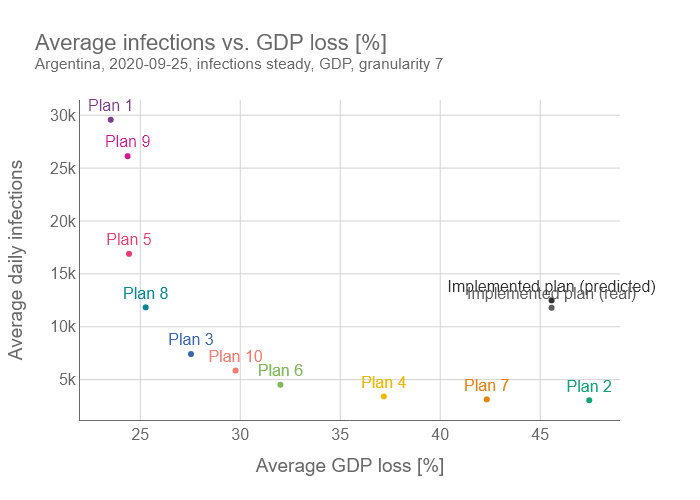 Average infections vs. GDP loss [%]
Argentina, 2020-09-25, infections steady, GDP, granularity 7
30k
Plan 1
Plan 9
25k
20k
Plan 5
15k
Plan 8
Implemented plan (predicted)
Implemented plan (real)
10k
Plan 3
Plan 10
Plan 6
5k
Plan 4
Plan 7
Plan 2
25
30
35
40
45
Average daily infections
Average GDP loss [%]